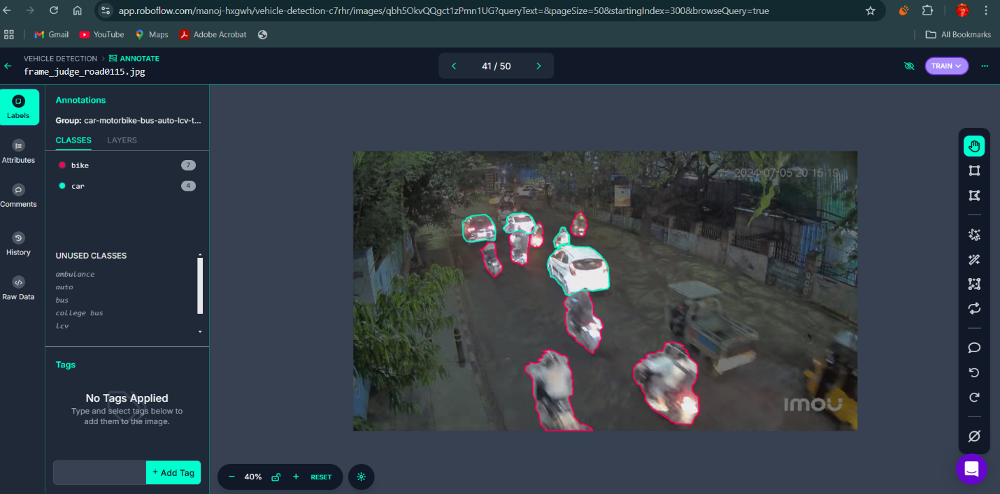 app.roboflow.com/manoj-hxgwh/vehicle-detection-c7rhr/images/qbh5OkvQQgct1zPmn1UG?queryText=&pageSize=50&startingIndex=300&browseQuery=true
Gmail YouTube Maps Adobe Acrobat All Bookmarks
VEHICLE DETECTION > ANNOTATE
frame_judge_road0115.jpg
41 / 50
TRAIN
Labels
Attributes
Comments
History
Raw Data
Annotations
Group: car-motorbike-bus-auto-lcv-t...
CLASSES LAYERS
bike 7
car 4
UNUSED CLASSES
ambulance
auto
bus
college bus
lcv
Tags
No Tags Applied
Type and select tags below to
add them to the image.
+ Add Tag
2024-07-05 20 15 19
imou
− 40% + RESET